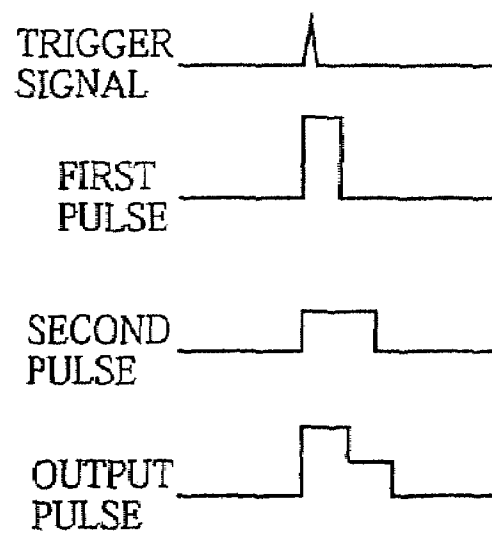 TRIGGER
SIGNAL
FIRST
PULSE
SECOND
PULSE
OUTPUT
PULSE